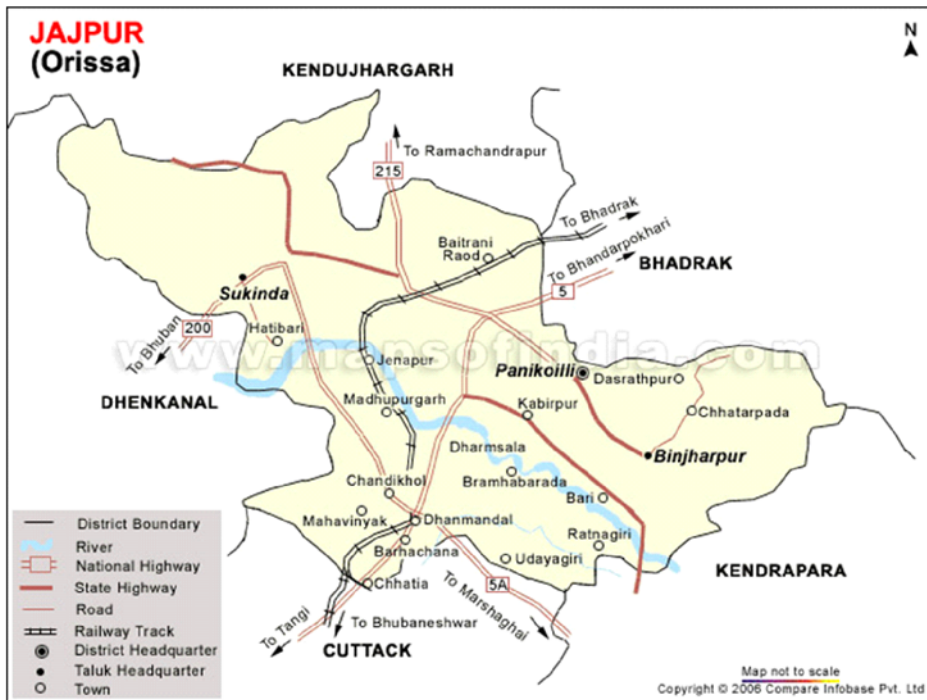 JAJPUR
(Orissa)
N
KENDUJHARGARH
To Ramachandrapur
215
To Bhadrak
Baitrani
Raod
To Bhandarpokhari
BHADRAK
5
Sukinda
200
To Bhuban
Hatibari
www.mapsofindia.com
Jenapur
Panikoilli
Dasrathpur
DHENKANAL
Madhupurgarh
Kabirpur
Chhatarpada
Dharmsala
Binjharpur
Chandikhol
Bramhabarada
Bari
Mahavinyak
Dhanmandal
Ratnagiri
Barhachana
Udayagiri
Chhatia
5A
KENDRAPARA
To Marshaghai
To Tangi
To Bhubaneshwar
CUTTACK
District Boundary
River
National Highway
State Highway
Road
Railway Track
District Headquarter
Taluk Headquarter
Town
Map not to scale
Copyright © 2006 Compare Infobase Pvt. Ltd